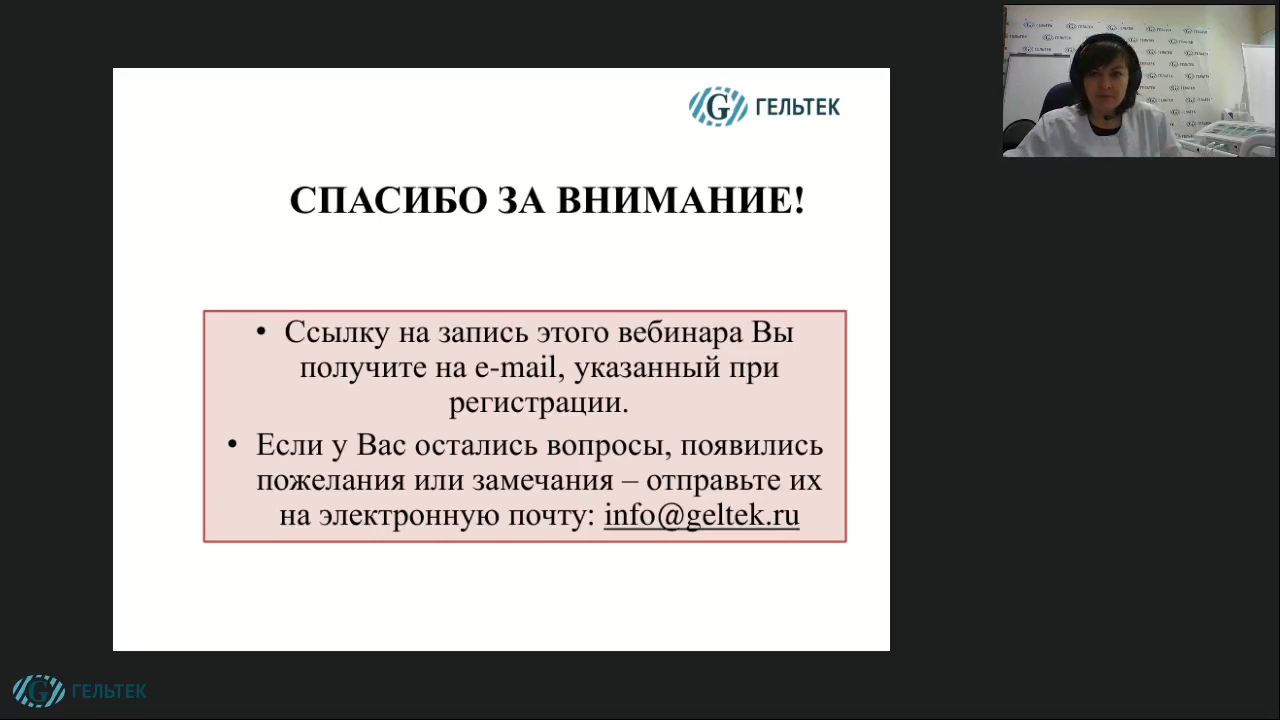 ГЕЛЬТЕК
СПАСИБО ЗА ВНИМАНИЕ!
• Ссылку на запись этого вебинара Вы
получите на e-mail, указанный при
регистрации.
• Если у Вас остались вопросы, появились
пожелания или замечания – отправьте их
на электронную почту: info@geltek.ru
ГЕЛЬТЕК